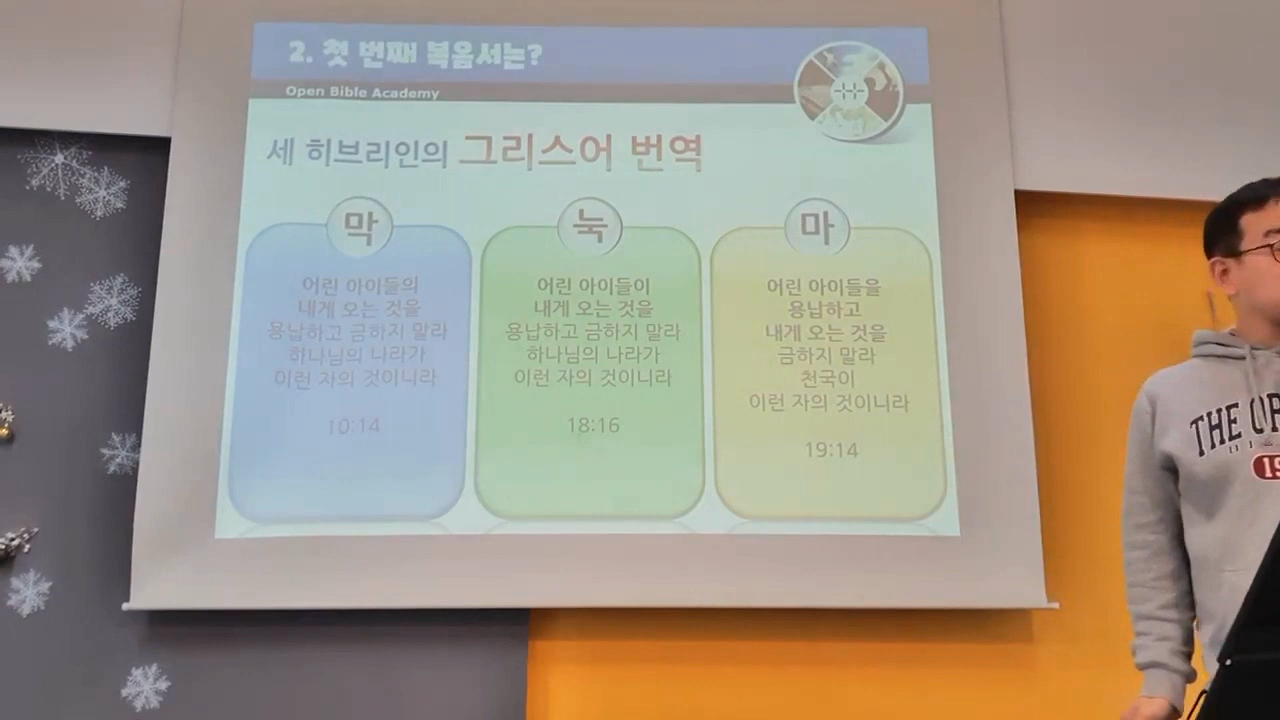 2. 첫 번째 복음서는?
Open Bible Academy
세 히브리인의 그리스어 번역
막
어린 아이들의
내게 오는 것을
용납하고 금하지 말라
하나님의 나라가
이런 자의 것이니라
10:14
눅
어린 아이들이
내게 오는 것을
용납하고 금하지 말라
하나님의 나라가
이런 자의 것이니라
18:16
마
어린 아이들을
용납하고
내게 오는 것을
금하지 말라
천국이
이런 자의 것이니라
19:14
THE